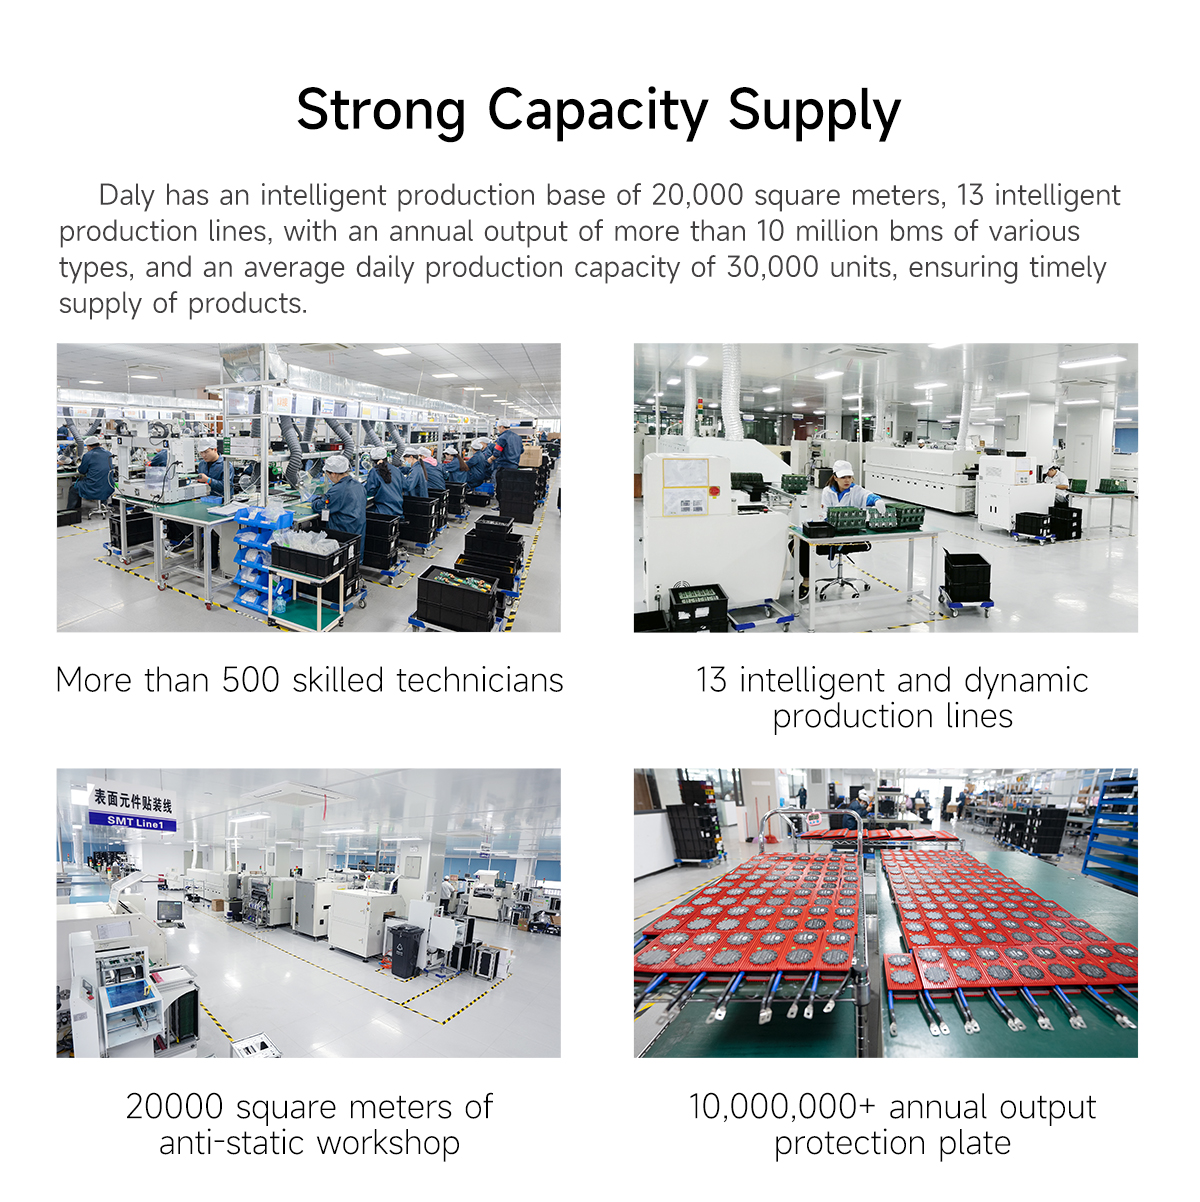 Strong Capacity Supply
Daly has an intelligent production base of 20,000 square meters, 13 intelligent
production lines, with an annual output of more than 10 million bms of various
types, and an average daily production capacity of 30,000 units, ensuring timely
supply of products.
More than 500 skilled technicians
13 intelligent and dynamic
production lines
表面元件贴装线
SMT Line1
20000 square meters of
anti-static workshop
10,000,000+ annual output
protection plate